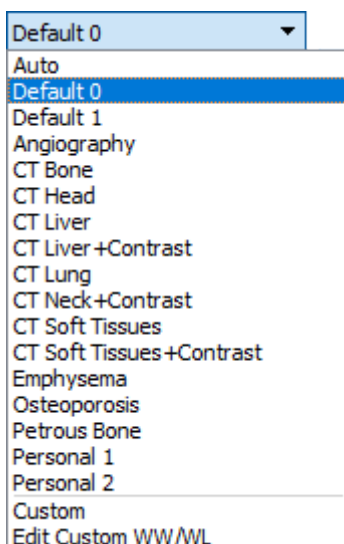 Default 0
Auto
Default 0
Default 1
Angiography
CT Bone
CT Head
CT Liver
CT Liver+Contrast
CT Lung
CT Neck+Contrast
CT Soft Tissues
CT Soft Tissues+Contrast
Emphysema
Osteoporosis
Petrous Bone
Personal 1
Personal 2
Custom
Edit Custom WW/WL